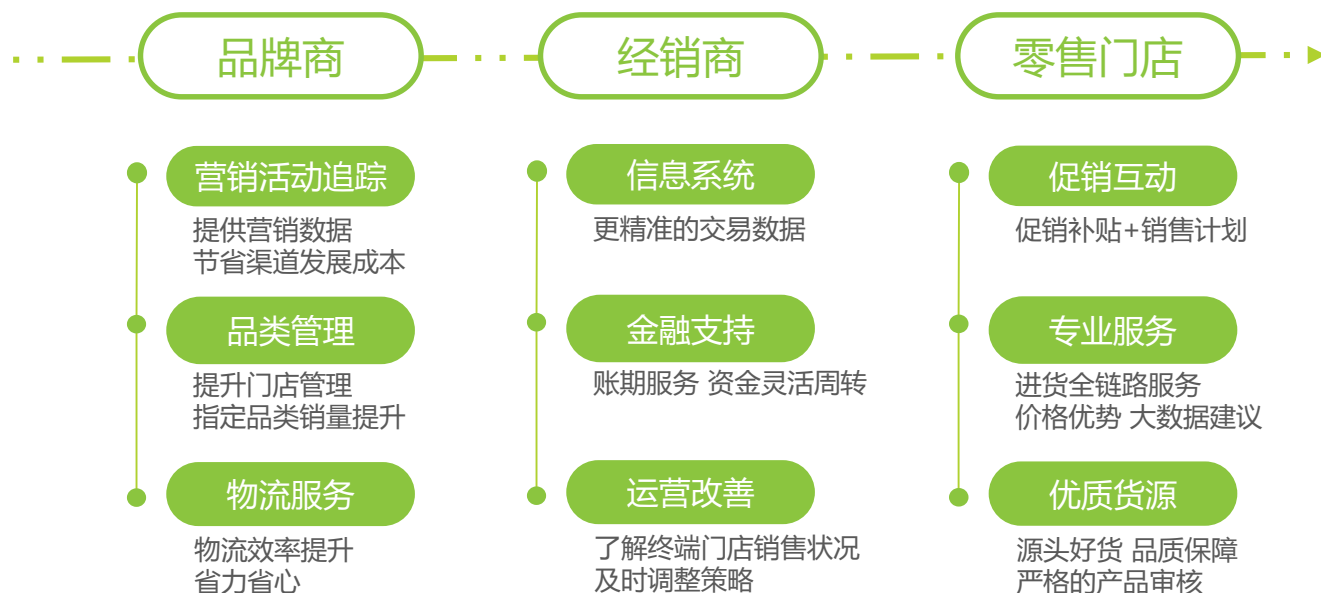 品牌商
经销商
零售门店
营销活动追踪
提供营销数据
节省渠道发展成本
品类管理
提升门店管理
指定品类销量提升
物流服务
物流效率提升
省力省心
信息系统
更精准的交易数据
金融支持
账期服务 资金灵活周转
运营改善
了解终端门店销售状况
及时调整策略
促销互动
促销补贴+销售计划
专业服务
进货全链路服务
价格优势 大数据建议
优质货源
源头好货 品质保障
严格的产品审核